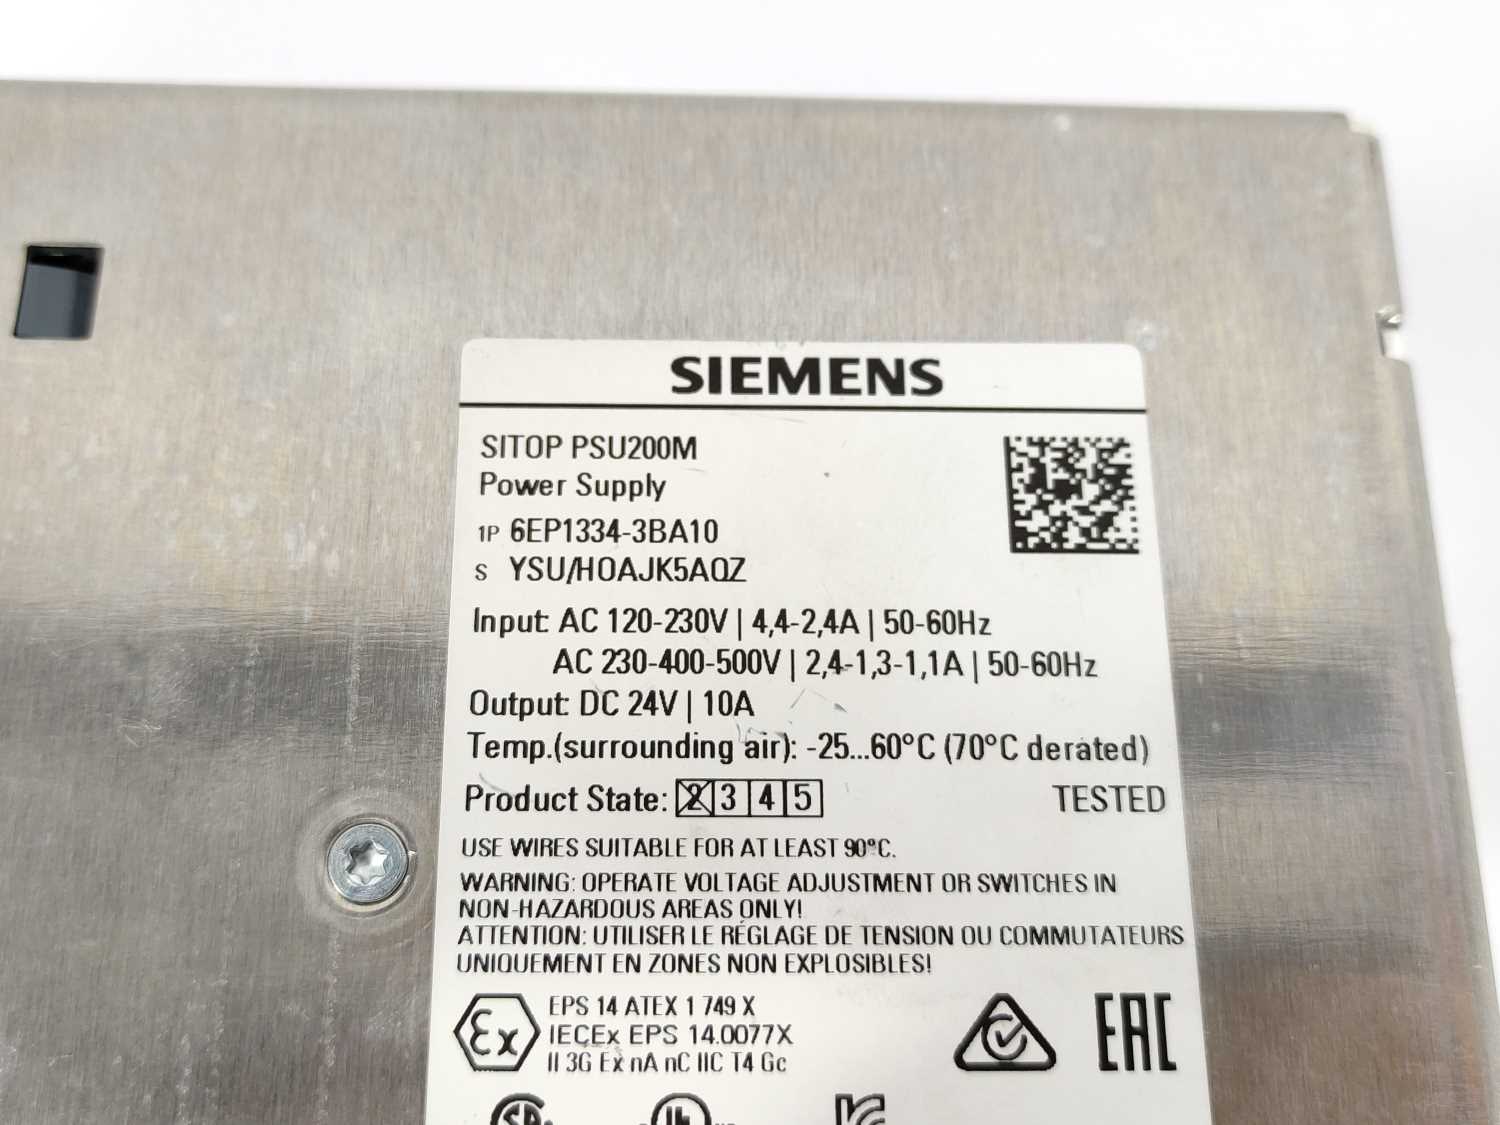 SIEMENS
SITOP PSU200M
Power Supply
1P 6EP1334-3BA10
S YSU/HOAJK5AQZ
Input: AC 120-230V | 4,4-2,4A | 50-60Hz
AC 230-400-500V | 2,4-1,3-1,1A | 50-60Hz
Output: DC 24V | 10A
Temp.(surrounding air): -25...60°C (70°C derated)
Product State: 2 3 4 5 TESTED
USE WIRES SUITABLE FOR AT LEAST 90°C.
WARNING: OPERATE VOLTAGE ADJUSTMENT OR SWITCHES IN
NON-HAZARDOUS AREAS ONLY!
ATTENTION: UTILISER LE RÉGLAGE DE TENSION OU COMMUTATEURS
UNIQUEMENT EN ZONES NON EXPLOSIBLES!
Ex EPS 14 ATEX 1 749 X
IECEx EPS 14.0077X
II 3G Ex nA nC IIC T4 Gc
EAC